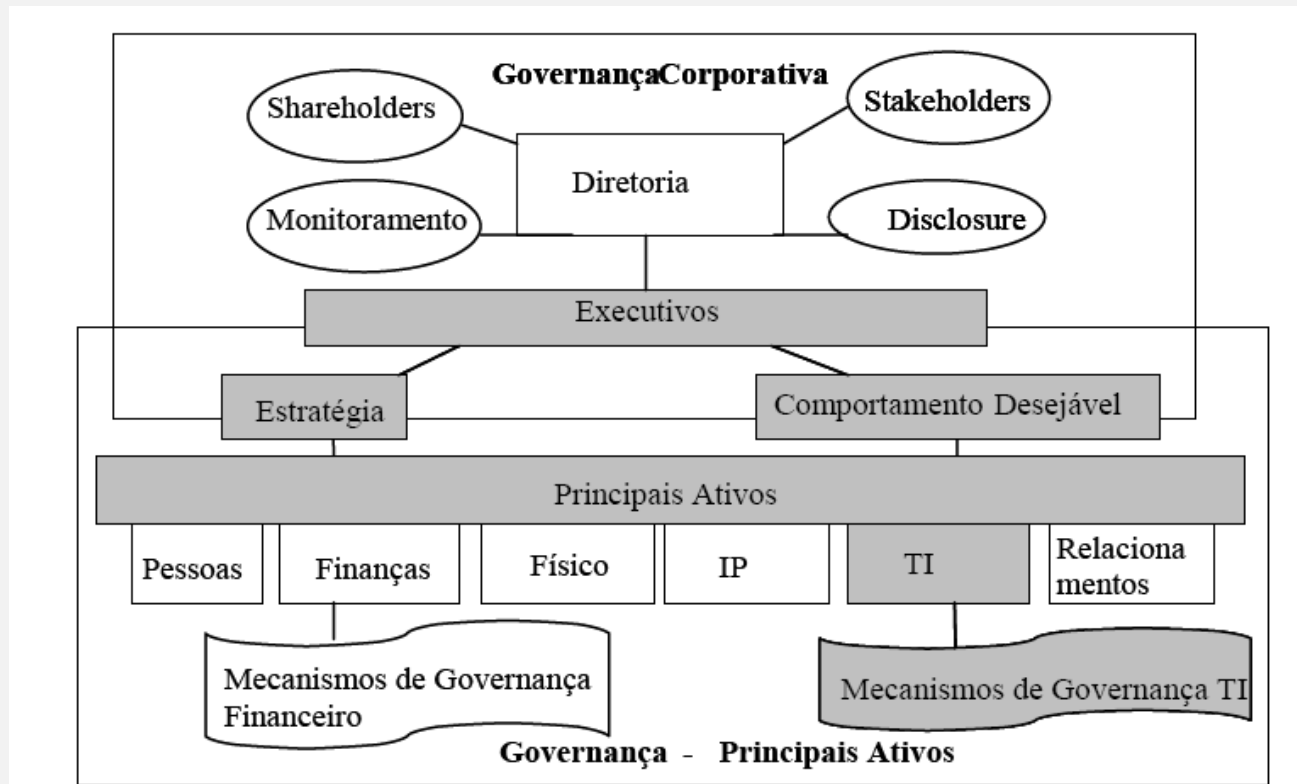 GovernançaCorporativa
Shareholders
Stakeholders
Diretoria
Monitoramento
Disclosure
Executivos
Estratégia
Comportamento Desejável
Principais Ativos
Pessoas
Finanças
Físico
IP
TI
Relaciona
mentos
Mecanismos de Governança
Financeiro
Mecanismos de Governança TI
Governança - Principais Ativos